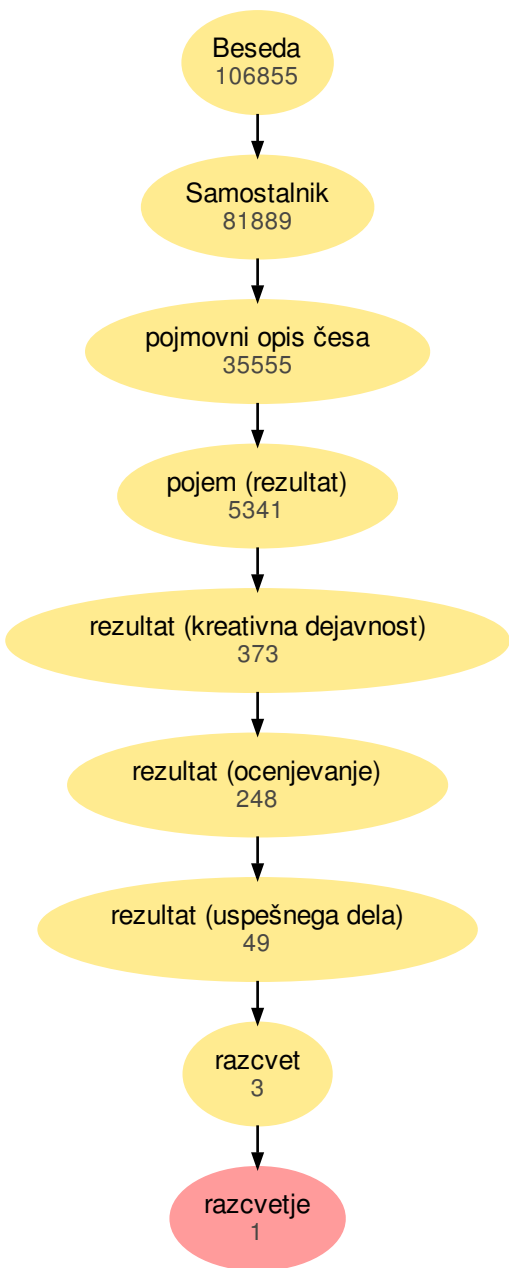 Beseda
106855
Samostalnik
81889
pojmovni opis česa
35555
pojem (rezultat)
5341
rezultat (kreativna dejavnost)
373
rezultat (ocenjevanje)
248
rezultat (uspešnega dela)
49
razcvet
3
razcvetje
1